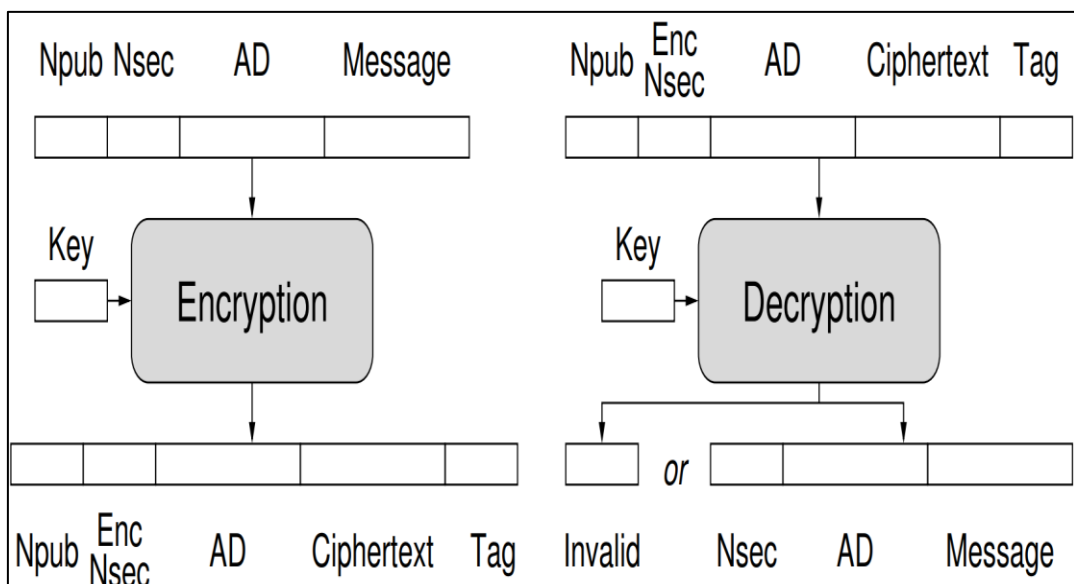 Npub Nsec AD Message
Key
Encryption
Npub Enc Nsec AD Ciphertext Tag
Npub Enc Nsec AD Ciphertext Tag
Key
Decryption
or
Invalid Nsec AD Message